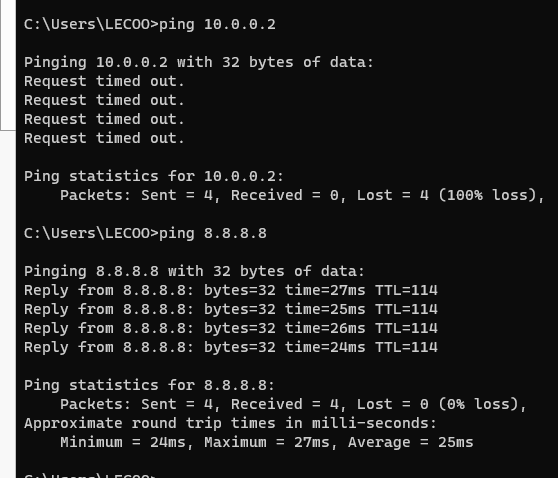 C:\Users\LECOO>ping 10.0.0.2
Pinging 10.0.0.2 with 32 bytes of data:
Request timed out.
Request timed out.
Request timed out.
Request timed out.
Ping statistics for 10.0.0.2:
    Packets: Sent = 4, Received = 0, Lost = 4 (100% loss),
C:\Users\LECOO>ping 8.8.8.8
Pinging 8.8.8.8 with 32 bytes of data:
Reply from 8.8.8.8: bytes=32 time=27ms TTL=114
Reply from 8.8.8.8: bytes=32 time=25ms TTL=114
Reply from 8.8.8.8: bytes=32 time=26ms TTL=114
Reply from 8.8.8.8: bytes=32 time=24ms TTL=114
Ping statistics for 8.8.8.8:
    Packets: Sent = 4, Received = 4, Lost = 0 (0% loss),
Approximate round trip times in milli-seconds:
    Minimum = 24ms, Maximum = 27ms, Average = 25ms